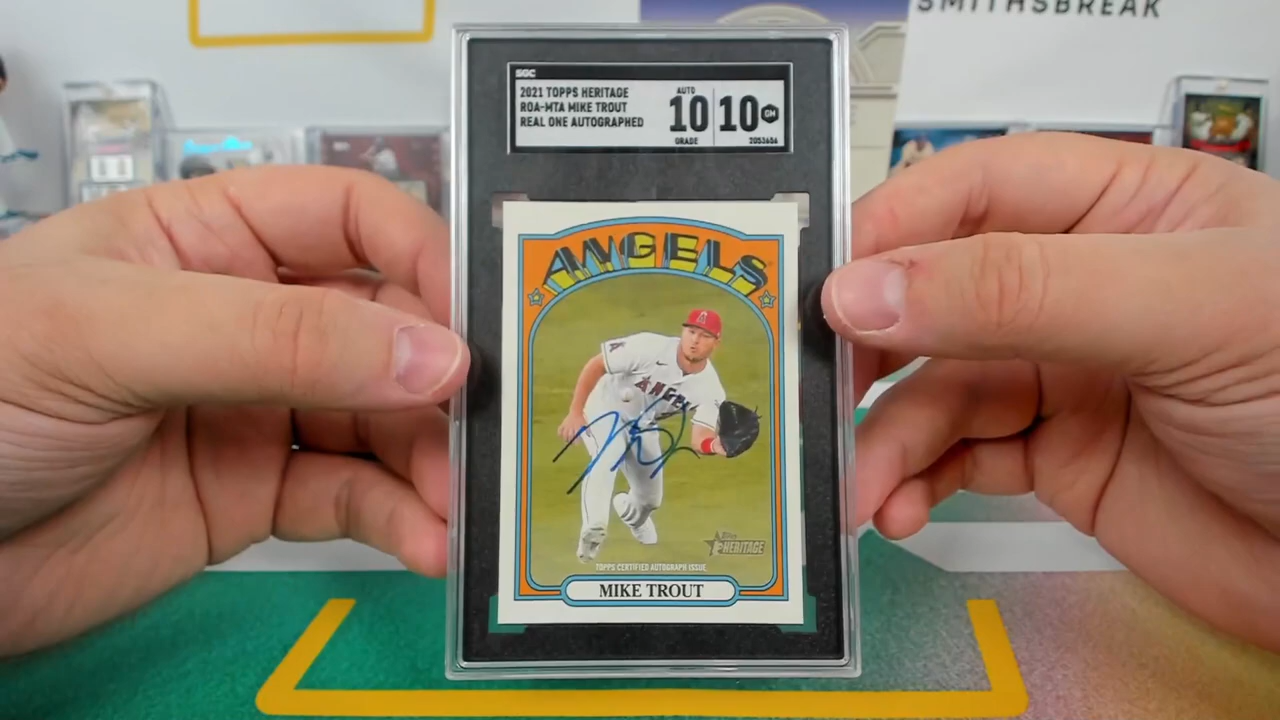 SMITHSBREAK
SGC
2021 TOPPS HERITAGE
ROA-MTA MIKE TROUT
REAL ONE AUTOGRAPHED
AUTO
10
GRADE
10 GM
2053656
ANGELS
A
A
ANGELS
Topps
HERITAGE
TOPPS CERTIFIED AUTOGRAPH ISSUE
MIKE TROUT